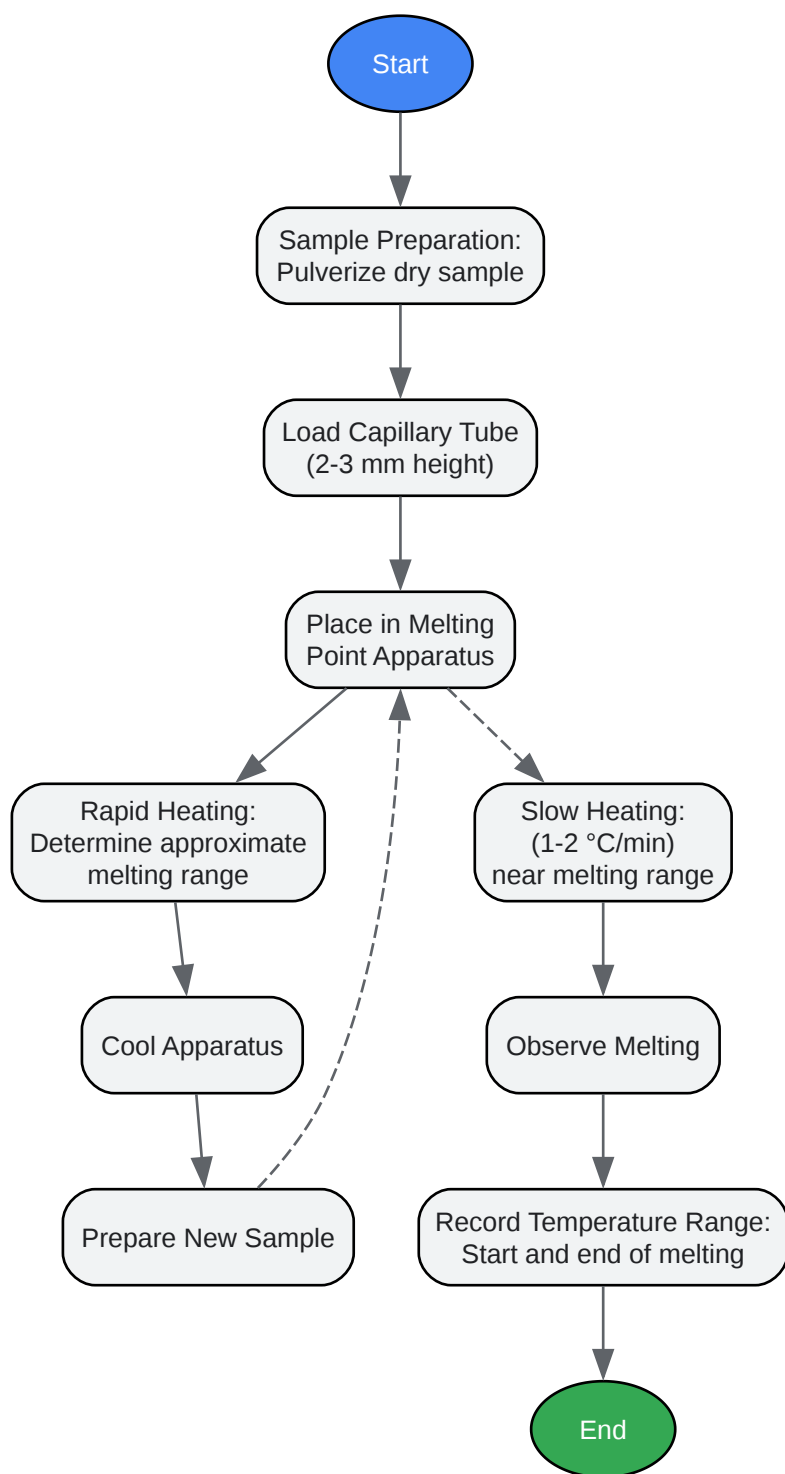 Start
Sample Preparation:
Pulverize dry sample
Load Capillary Tube
(2-3 mm height)
Place in Melting
Point Apparatus
Rapid Heating:
Determine approximate
melting range
Cool Apparatus
Prepare New Sample
Slow Heating:
(1-2 °C/min)
near melting range
Observe Melting
Record Temperature Range:
Start and end of melting
End